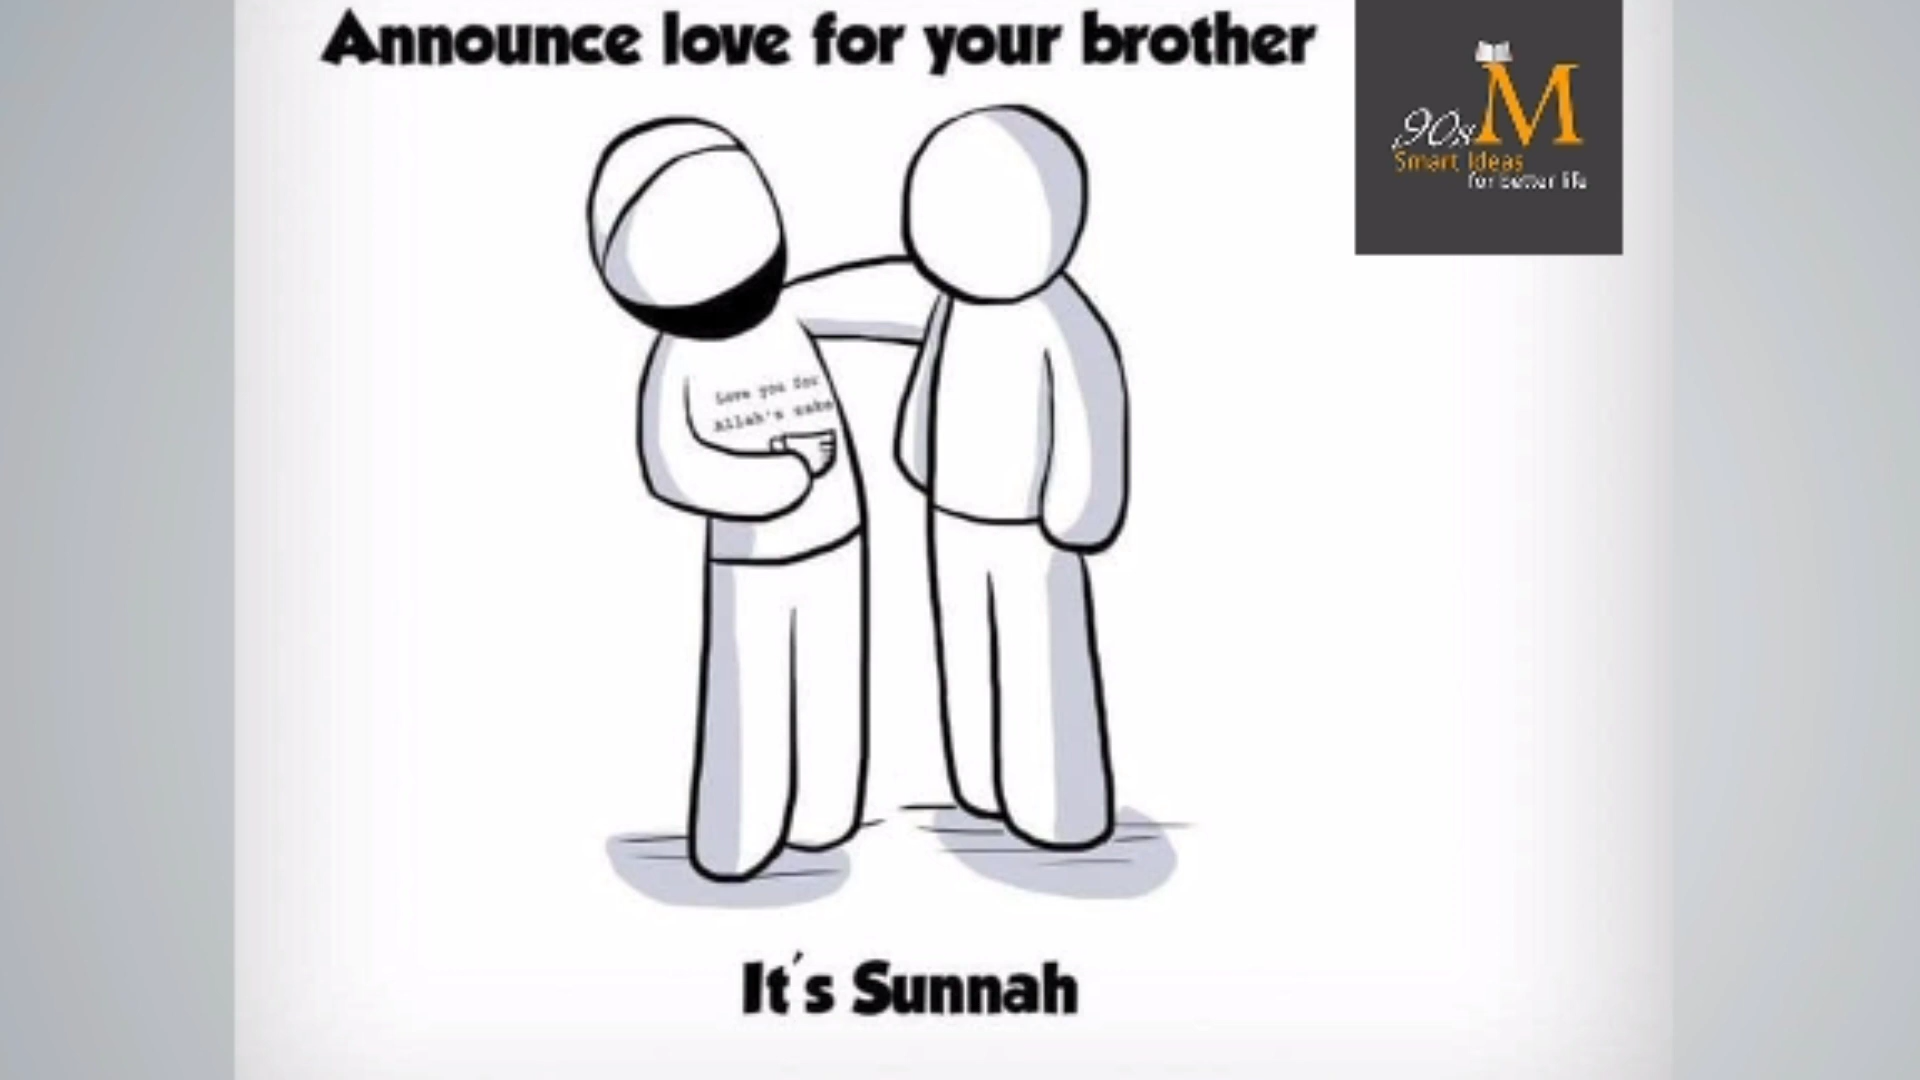 Announce love for your brother
90s M
Smart Ideas
for better life
Love you for
Allah's sake
It's Sunnah